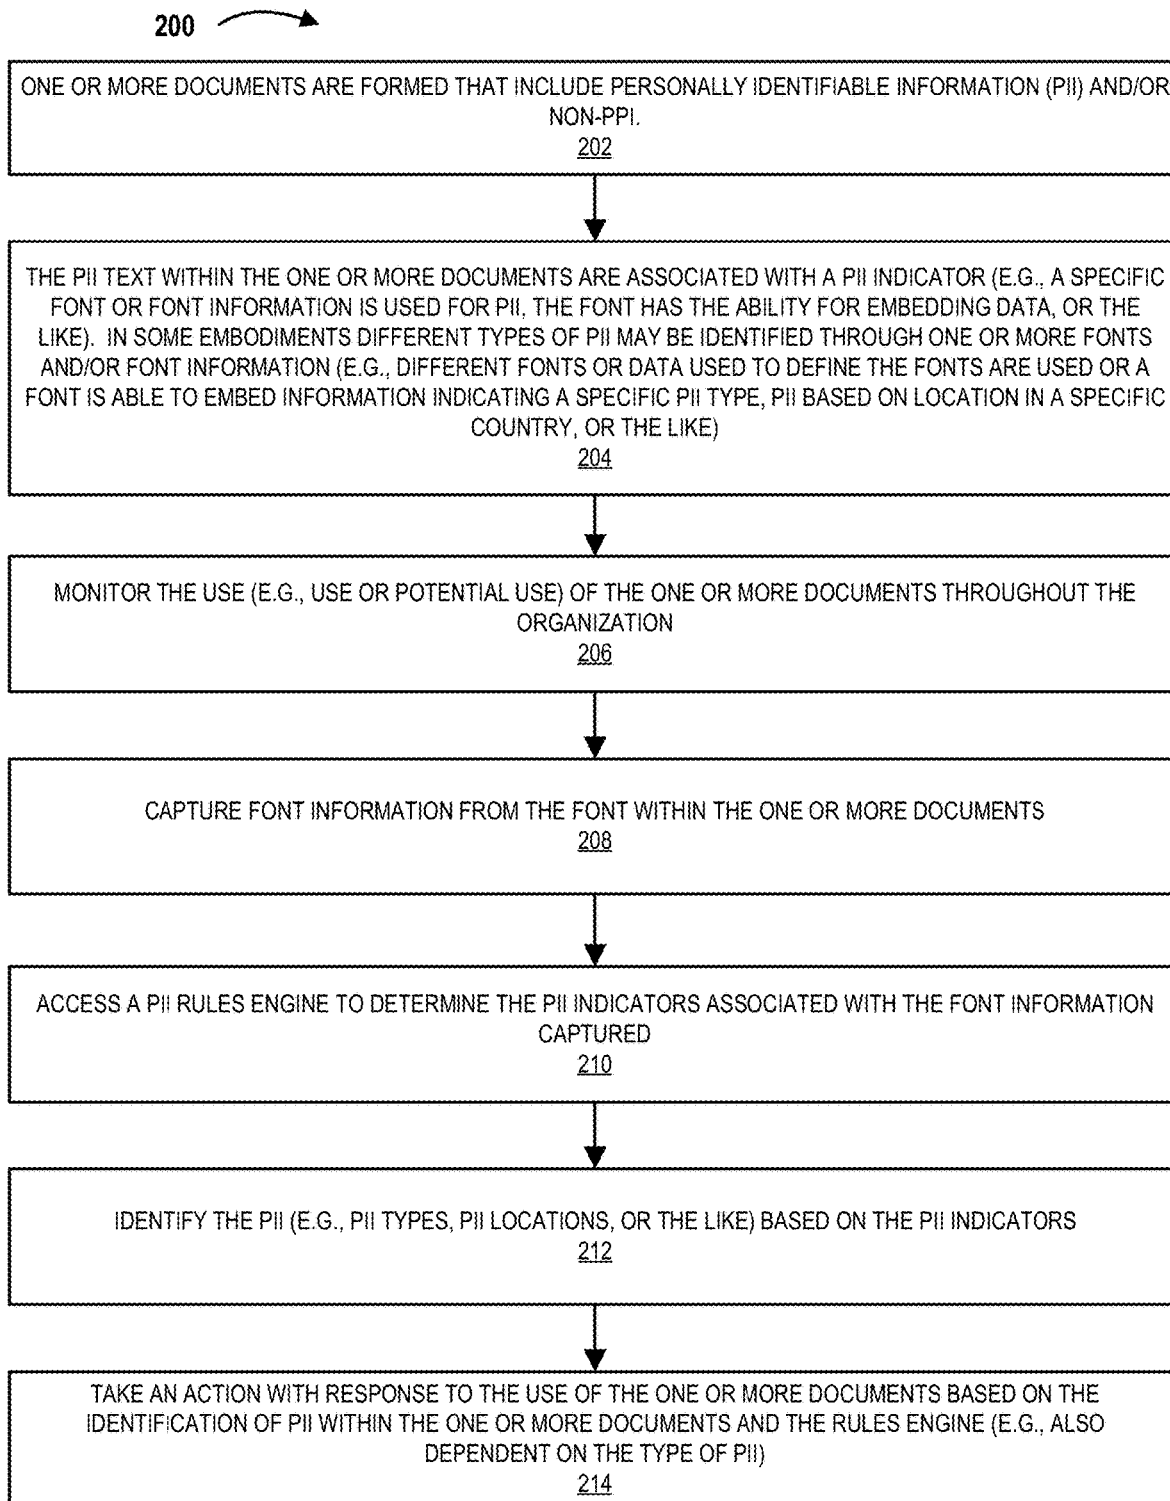 200
ONE OR MORE DOCUMENTS ARE FORMED THAT INCLUDE PERSONALLY IDENTIFIABLE INFORMATION (PII) AND/OR
NON-PPI.
202
THE PII TEXT WITHIN THE ONE OR MORE DOCUMENTS ARE ASSOCIATED WITH A PII INDICATOR (E.G., A SPECIFIC
FONT OR FONT INFORMATION IS USED FOR PII, THE FONT HAS THE ABILITY FOR EMBEDDING DATA, OR THE
LIKE). IN SOME EMBODIMENTS DIFFERENT TYPES OF PII MAY BE IDENTIFIED THROUGH ONE OR MORE FONTS
AND/OR FONT INFORMATION (E.G., DIFFERENT FONTS OR DATA USED TO DEFINE THE FONTS ARE USED OR A
FONT IS ABLE TO EMBED INFORMATION INDICATING A SPECIFIC PII TYPE, PII BASED ON LOCATION IN A SPECIFIC
COUNTRY, OR THE LIKE)
204
MONITOR THE USE (E.G., USE OR POTENTIAL USE) OF THE ONE OR MORE DOCUMENTS THROUGHOUT THE
ORGANIZATION
206
CAPTURE FONT INFORMATION FROM THE FONT WITHIN THE ONE OR MORE DOCUMENTS
208
ACCESS A PII RULES ENGINE TO DETERMINE THE PII INDICATORS ASSOCIATED WITH THE FONT INFORMATION
CAPTURED
210
IDENTIFY THE PII (E.G., PII TYPES, PII LOCATIONS, OR THE LIKE) BASED ON THE PII INDICATORS
212
TAKE AN ACTION WITH RESPONSE TO THE USE OF THE ONE OR MORE DOCUMENTS BASED ON THE
IDENTIFICATION OF PII WITHIN THE ONE OR MORE DOCUMENTS AND THE RULES ENGINE (E.G., ALSO
DEPENDENT ON THE TYPE OF PII)
214